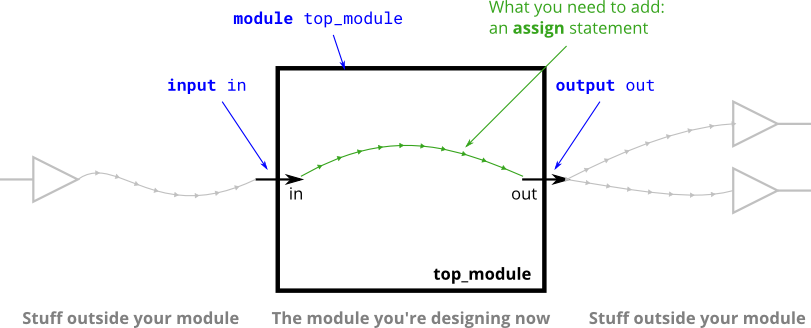 What you need to add:
an assign statement
module top_module
input in
output out
in
out
top_module
Stuff outside your module
The module you're designing now
Stuff outside your module